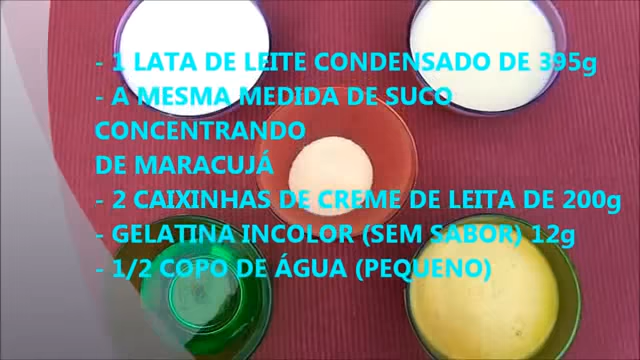 - 1 LATA DE LEITE CONDENSADO DE 395g
- A MESMA MEDIDA DE SUCO
CONCENTRANDO
DE MARACUJÁ
- 2 CAIXINHAS DE CREME DE LEITA DE 200g
- GELATINA INCOLOR (SEM SABOR) 12g
- 1/2 COPO DE ÁGUA (PEQUENO)